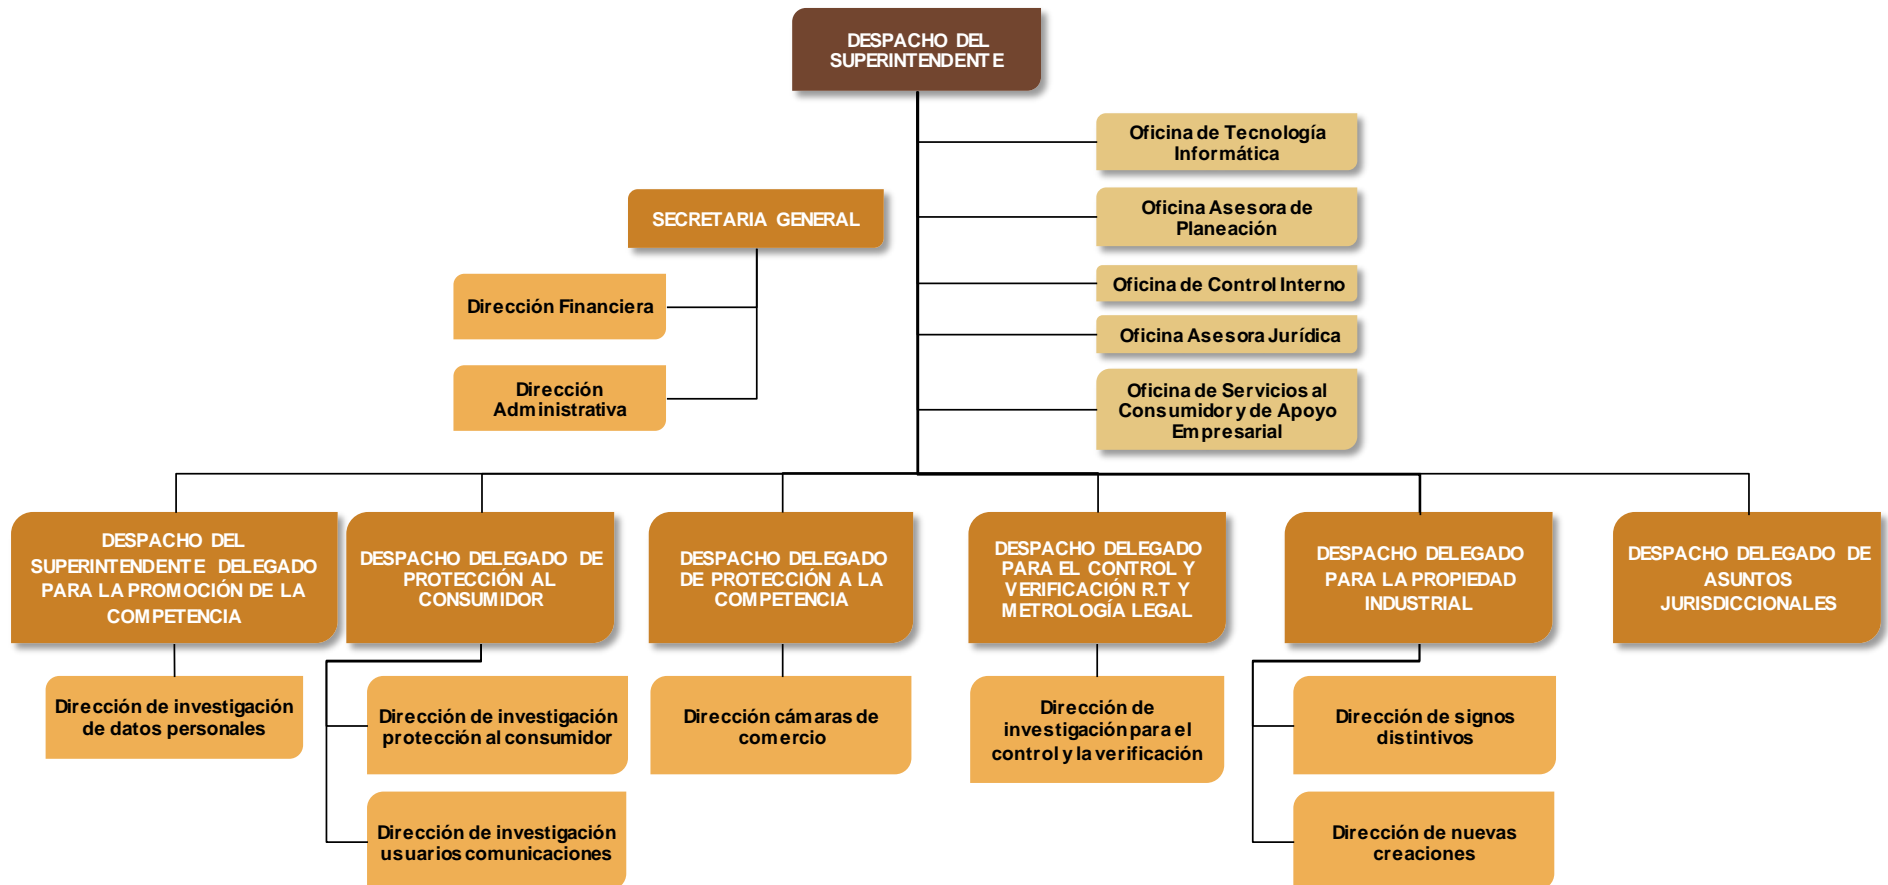 DESPACHO DEL
SUPERINTENDENTE
Oficina de Tecnología
Informática
SECRETARIA GENERAL
Oficina Asesora de
Planeación
Dirección Financiera
Oficina de Control Interno
Oficina Asesora Jurídica
Dirección
Administrativa
Oficina de Servicios al
Consumidor y de Apoyo
Empresarial
DESPACHO DEL
SUPERINTENDENTE DELEGADO
PARA LA PROMOCIÓN DE LA
COMPETENCIA
DESPACHO DELEGADO DE
PROTECCIÓN AL
CONSUMIDOR
DESPACHO DELEGADO
DE PROTECCIÓN A LA
COMPETENCIA
DESPACHO DELEGADO
PARA EL CONTROL Y
VERIFICACIÓN R.T Y
METROLOGÍA LEGAL
DESPACHO DELEGADO
PARA LA PROPIEDAD
INDUSTRIAL
DESPACHO DELEGADO DE
ASUNTOS
JURISDICCIONALES
Dirección de investigación
de datos personales
Dirección de investigación
protección al consumidor
Dirección cámaras de
comercio
Dirección de
investigación para el
control y la verificación
Dirección de signos
distintivos
Dirección de investigación
usuarios comunicaciones
Dirección de nuevas
creaciones